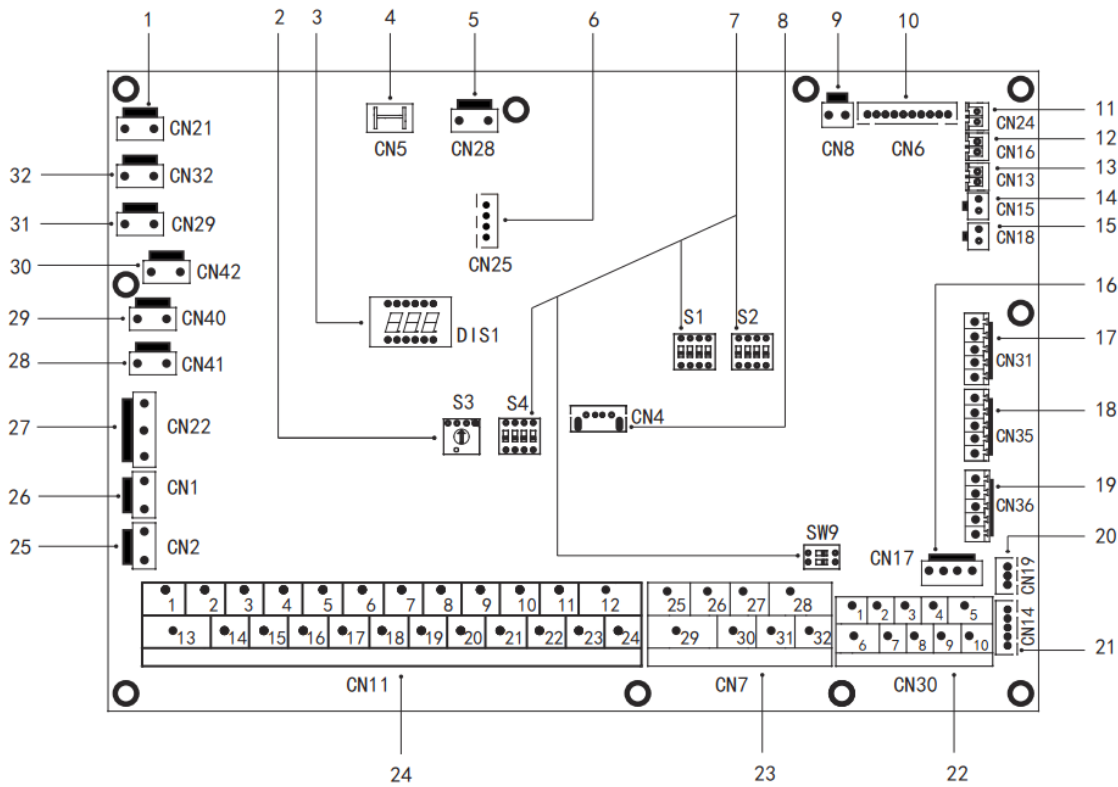 1 2 3 4 5 6 7 8 9 10
11
CN21 CN5 CN28 CN8 CN6 CN24
12
CN16
13
32 CN32 CN13
14
CN15
31 CN29 15
CN18
CN25
30 CN42 16
29 CN40 DIS1 S1 S2 17
28 CN41 CN31
S3 S4 CN4 18
27 CN22 CN35
2
19
26 CN1 CN36
SW9 20
25 CN2 CN17 CN19
1 2 3 4 5 6 7 8 9 10 11 12 25 26 27 28 1 2 3 4 5 CN14
13 14 15 16 17 18 19 20 21 22 23 24 29 30 31 32 6 7 8 9 10 21
CN11 CN7 CN30
24 23 22